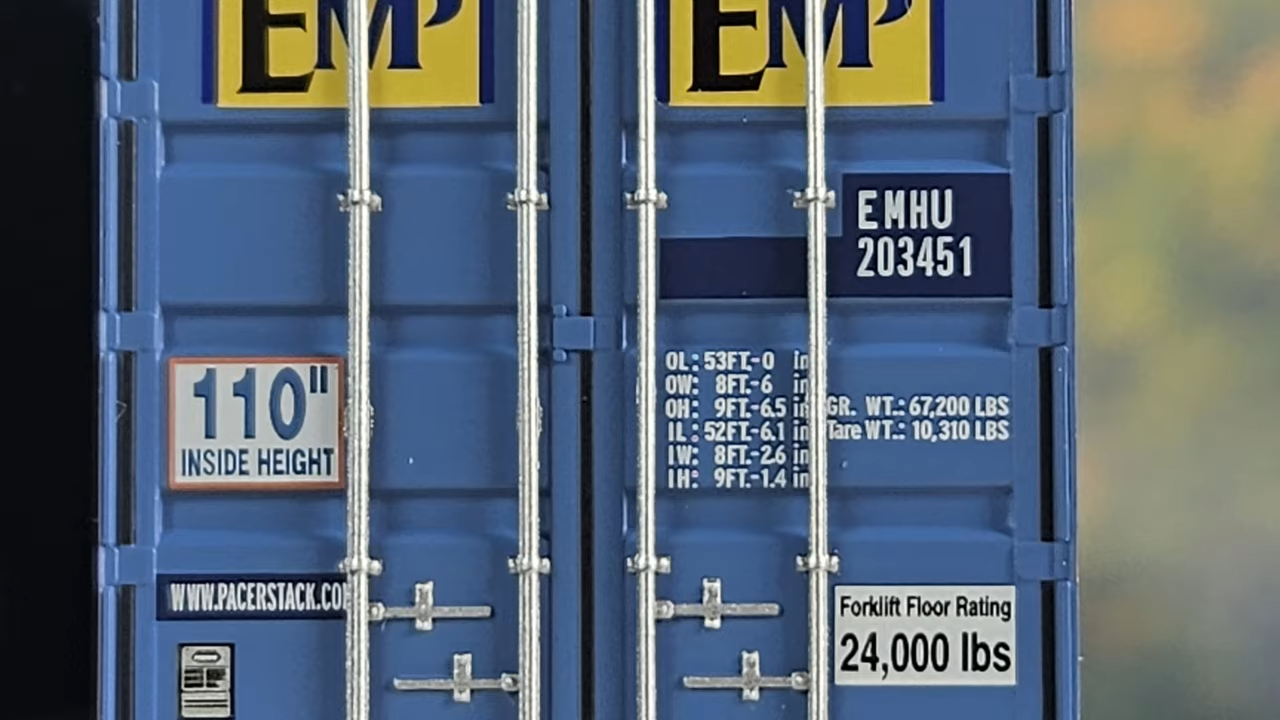 EMP
EMP
EMHU
203451
110"
INSIDE HEIGHT
OL: 53FT.-0 in
OW: 8FT.-6 in
OH: 9FT.-6.5 in
IL: 52FT.-6.1 in
IW: 8FT.-2.6 in
IH: 9FT.-1.4 in
GR. WT.: 67,200 LBS
Tare WT.: 10,310 LBS
WWW.PACERSTACK.CO
Forklift Floor Rating
24,000 lbs